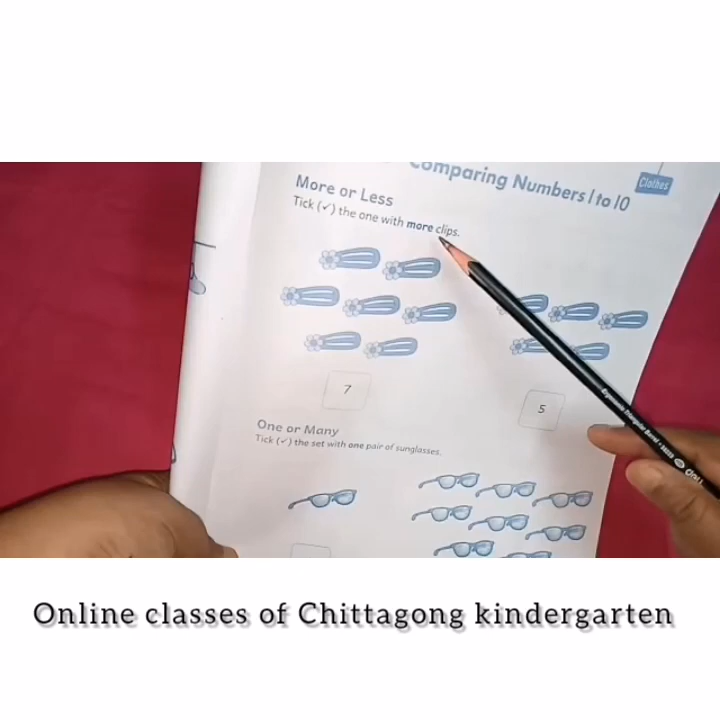 Comparing Numbers 1 to 10
Clothes
More or Less
Tick (✓) the one with more clips.
7
5
One or Many
Tick (✓) the set with one pair of sunglasses.
deli
Online classes of Chittagong kindergarten